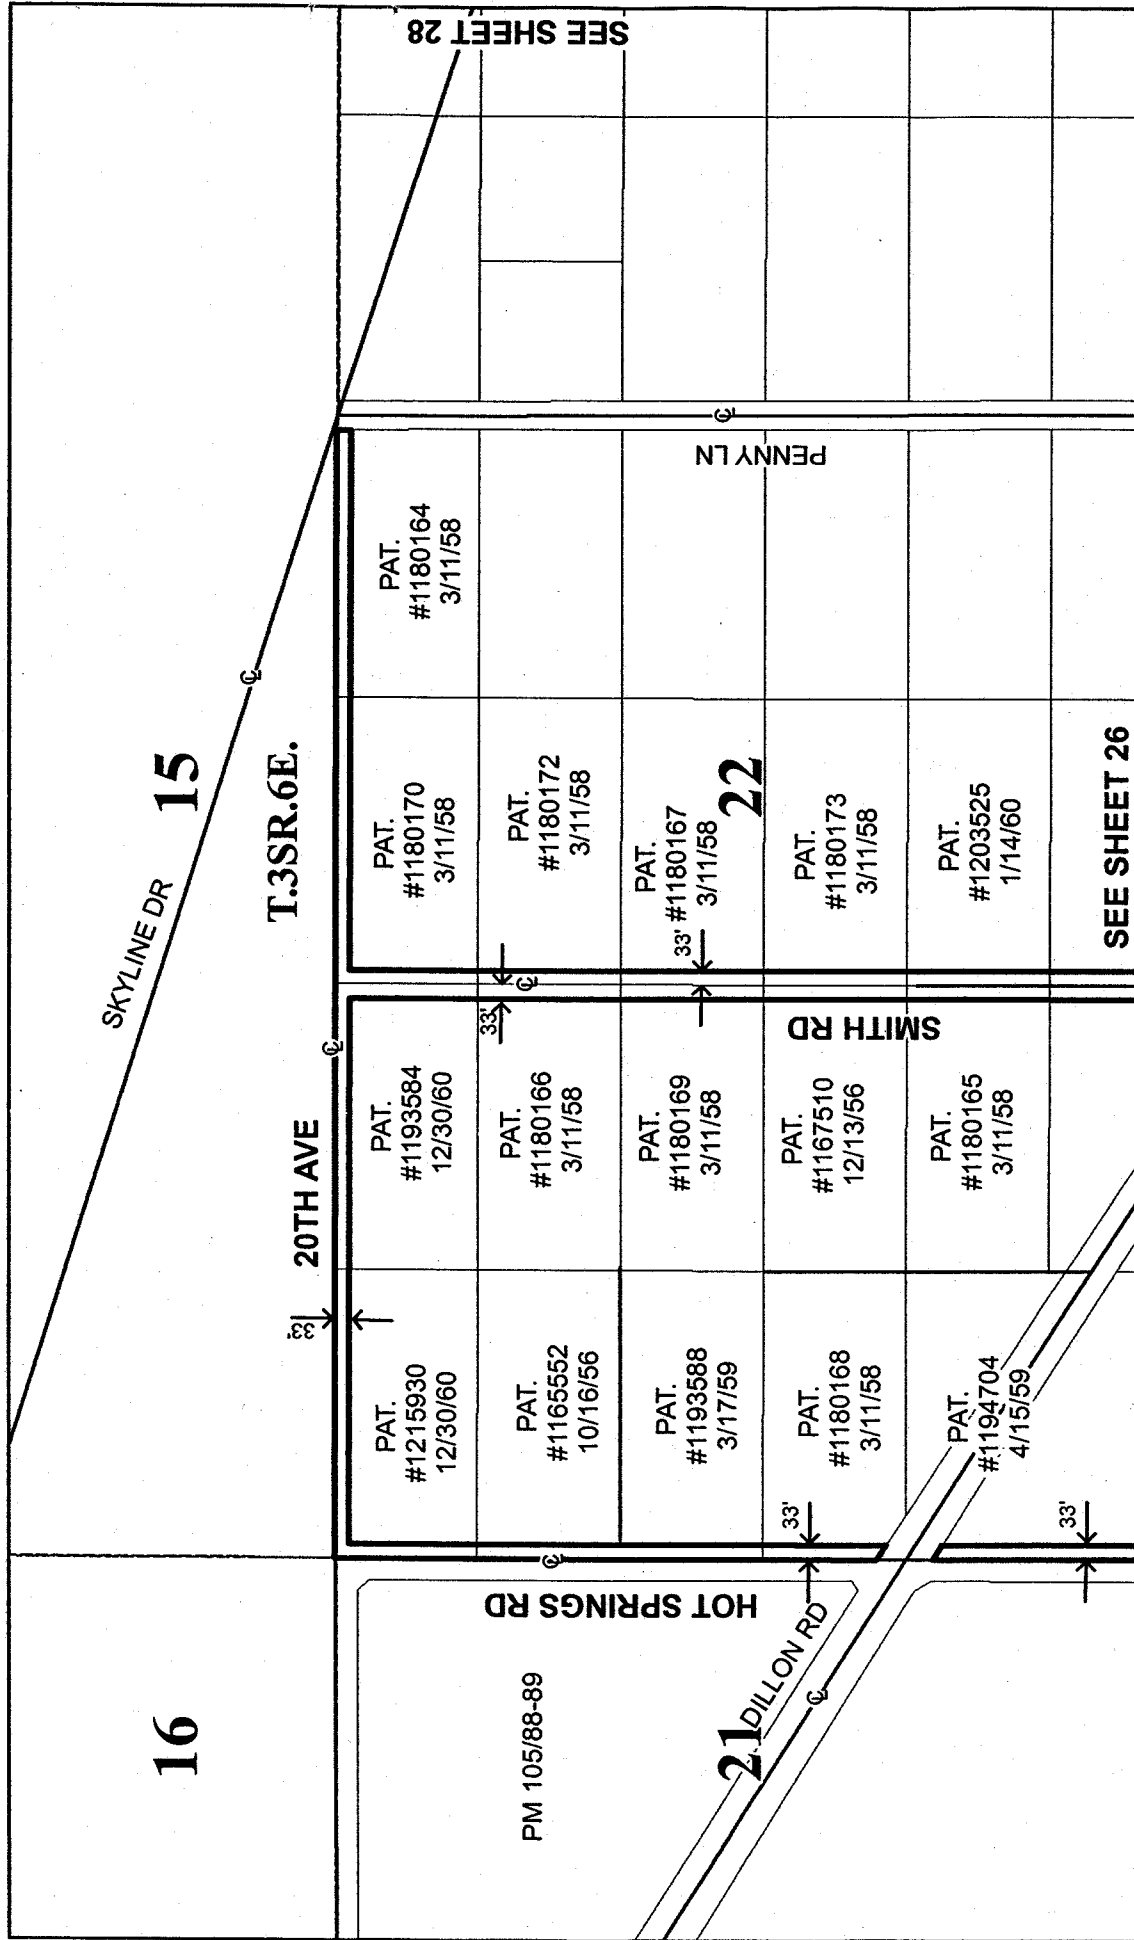 16
15
SKYLINE DR
SEE SHEET 28
T.3SR.6E.
20TH AVE
33'
℄
℄
PM 105/88-89
HOT SPRINGS RD
℄
PAT.
#1215930
12/30/60
PAT.
#1193584
12/30/60
PAT.
#1180170
3/11/58
PAT.
#1180164
3/11/58
PAT.
#1165552
10/16/56
PAT.
#1180166
3/11/58
33'
℄
PAT.
#1180172
3/11/58
PAT.
#1193588
3/17/59
PAT.
#1180169
3/11/58
33'
PAT.
#1180167
3/11/58
PENNY LN
℄
21
DILLON RD
℄
22
33'
PAT.
#1180168
3/11/58
PAT.
#1167510
12/13/56
SMITH RD
PAT.
#1180173
3/11/58
PAT.
#1194704
4/15/59
PAT.
#1180165
3/11/58
PAT.
#1203525
1/14/60
33'
SEE SHEET 26